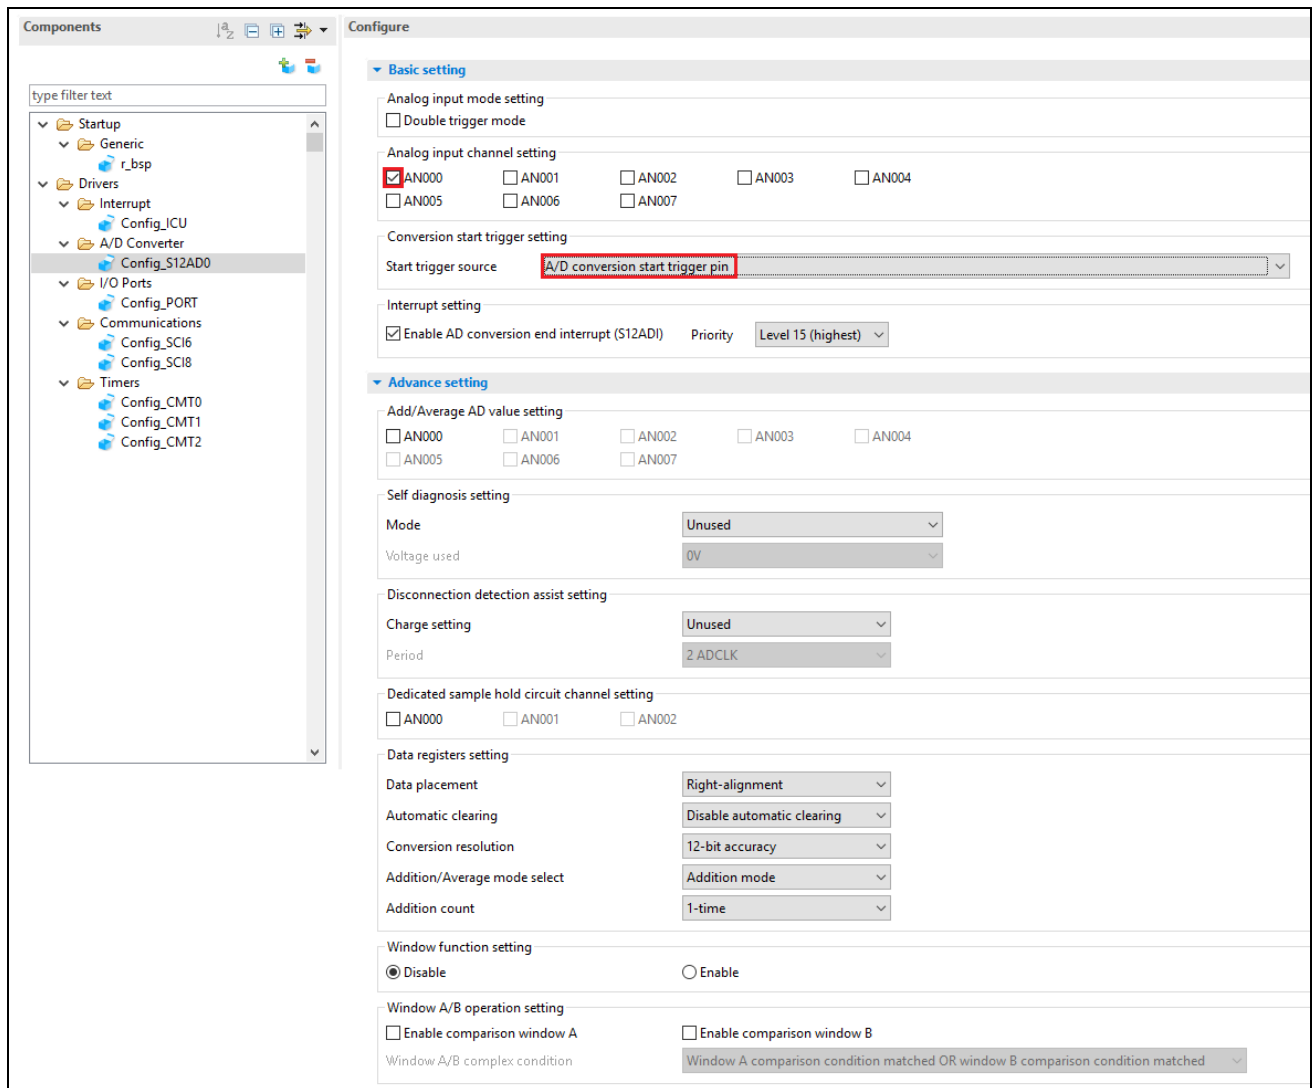 Components
type filter text
Startup
Generic
r_bsp
Drivers
Interrupt
Config_ICU
A/D Converter
Config_S12AD0
I/O Ports
Config_PORT
Communications
Config_SCI6
Config_SCI8
Timers
Config_CMT0
Config_CMT1
Config_CMT2
Configure
Basic setting
Analog input mode setting
Double trigger mode
Analog input channel setting
AN000 AN001 AN002 AN003 AN004
AN005 AN006 AN007
Conversion start trigger setting
Start trigger source A/D conversion start trigger pin
Interrupt setting
Enable AD conversion end interrupt (S12ADI) Priority Level 15 (highest)
Advance setting
Add/Average AD value setting
AN000 AN001 AN002 AN003 AN004
AN005 AN006 AN007
Self diagnosis setting
Mode Unused
Voltage used 0V
Disconnection detection assist setting
Charge setting Unused
Period 2 ADCLK
Dedicated sample hold circuit channel setting
AN000 AN001 AN002
Data registers setting
Data placement Right-alignment
Automatic clearing Disable automatic clearing
Conversion resolution 12-bit accuracy
Addition/Average mode select Addition mode
Addition count 1-time
Window function setting
Disable Enable
Window A/B operation setting
Enable comparison window A Enable comparison window B
Window A/B complex condition Window A comparison condition matched OR window B comparison condition matched